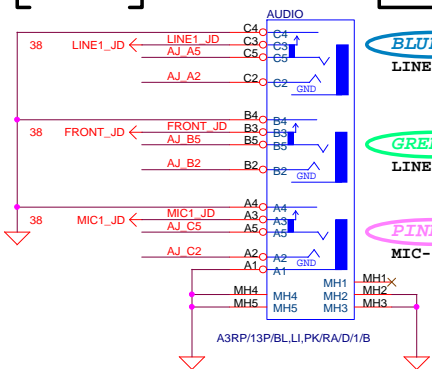 AUDIO
C4 C4
38 LINE1_JD LINE1_JD C3 C3
AJ_A5 C5 C5
AJ_A2 C2 C2
GND
BLU
LINE
B4 B4
38 FRONT_JD FRONT_JD B3 B3
AJ_B5 B5 B5
AJ_B2 B2 B2
GND
GREE
LINE
A4 A4
38 MIC1_JD MIC1_JD A3 A3
AJ_C5 A5 A5
AJ_C2 A2 A2
GND
A1 A1
PIN
MIC-
MH1 MH1
MH4 MH4 MH2 MH2
MH5 MH5 MH3 MH3
A3RP/13P/BL,LI,PK/RA/D/1/B